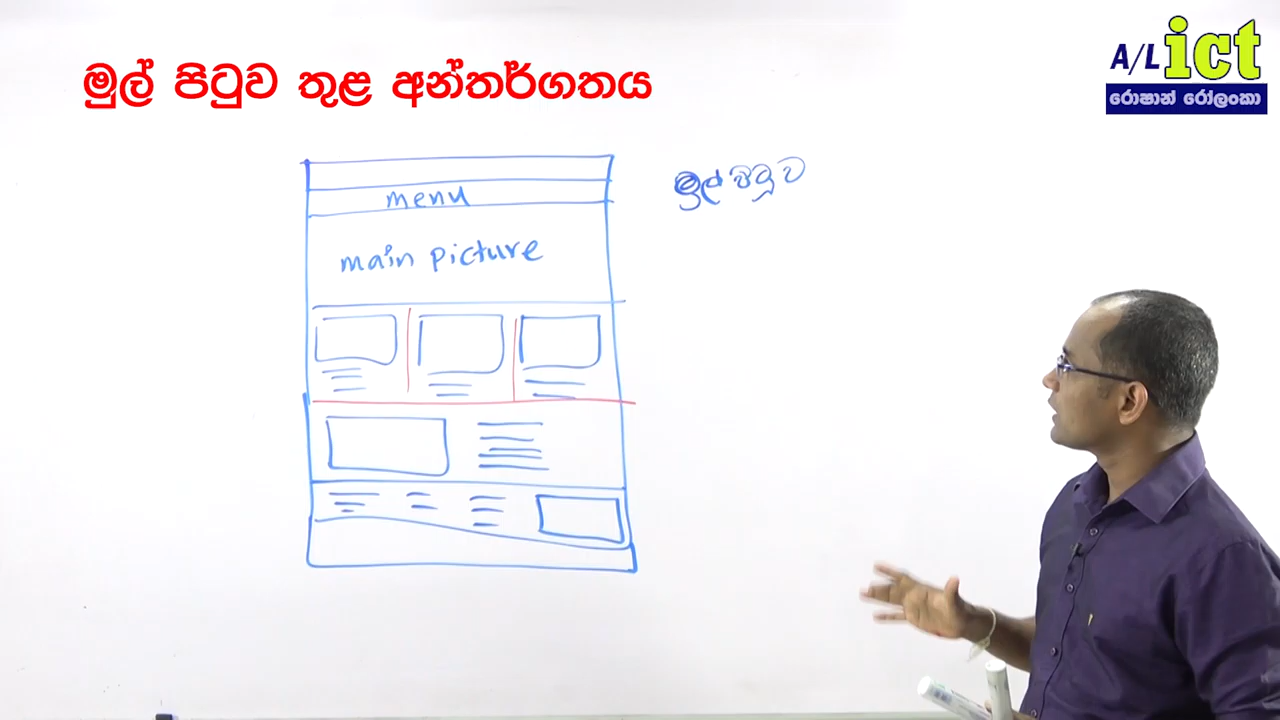 මුල් පිටුව තුළ අන්තර්ගතය
A/L ict
රොෂාන් රෝලංකා
මුල් පිටුව
menu
main picture